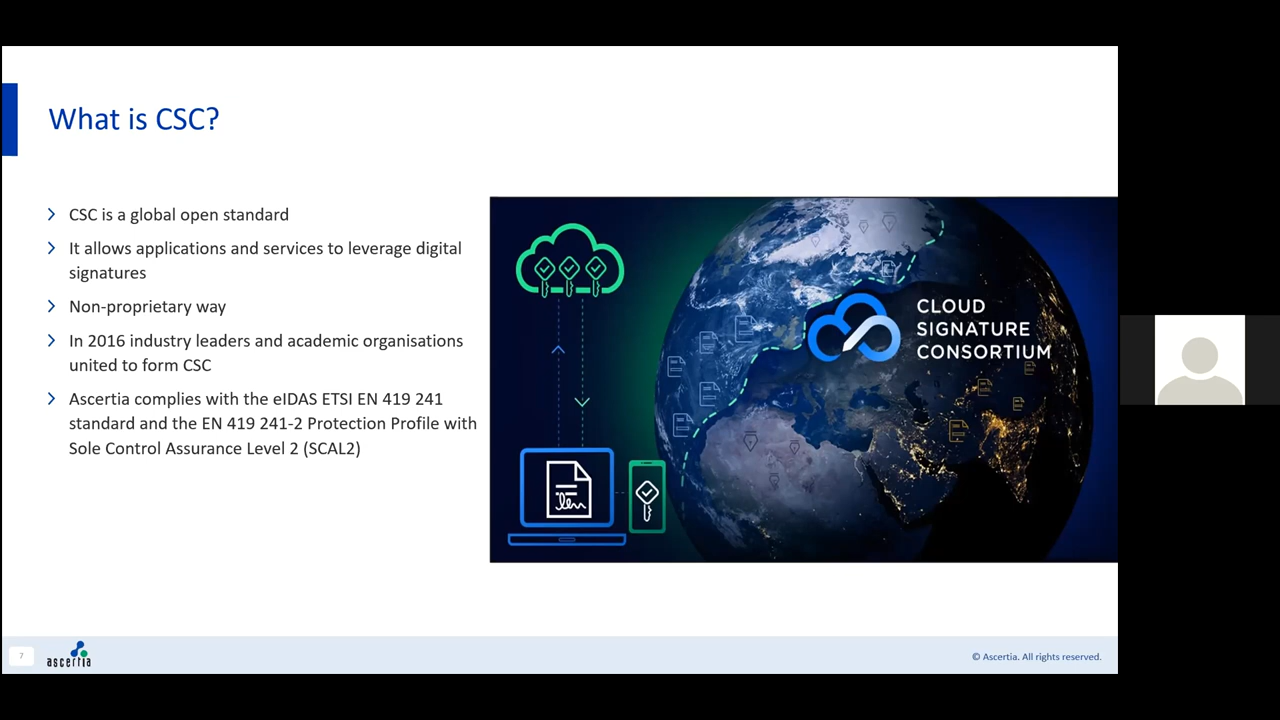 What is CSC?
CSC is a global open standard
It allows applications and services to leverage digital
signatures
Non-proprietary way
In 2016 industry leaders and academic organisations
united to form CSC
Ascertia complies with the eIDAS ETSI EN 419 241
standard and the EN 419 241-2 Protection Profile with
Sole Control Assurance Level 2 (SCAL2)
CLOUD
SIGNATURE
CONSORTIUM
7
ascertia
© Ascertia. All rights reserved.